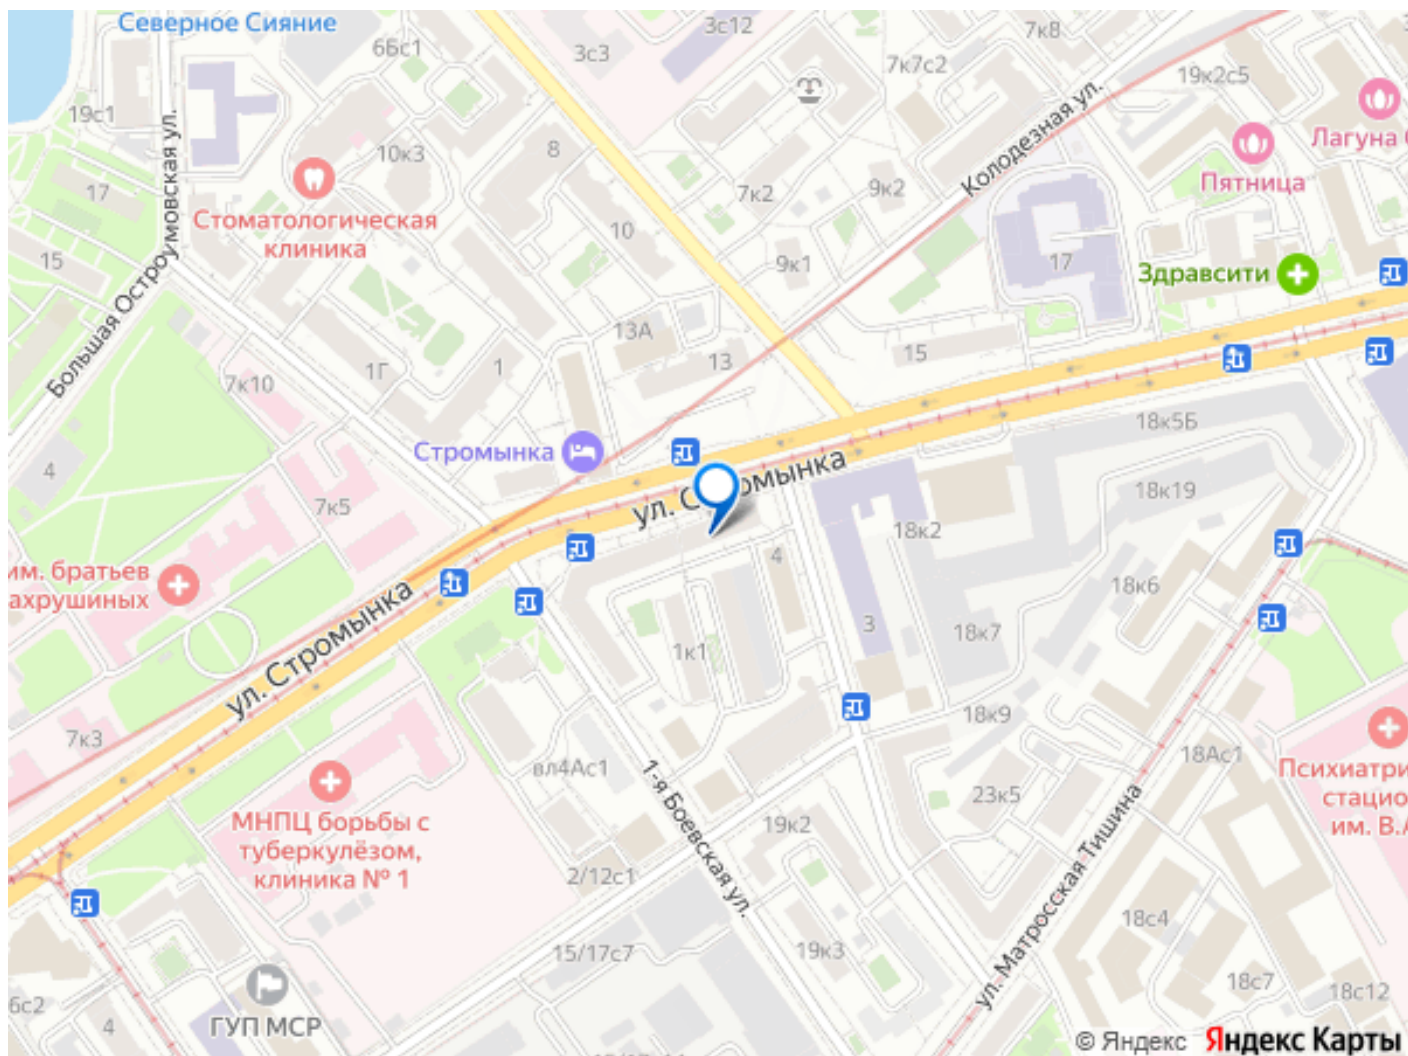 Северное Сияние
6Бс1
3с3
3с12
7к8
7к7с2
19к2с5
19с1
10к3
8
Колодезная ул.
Лагуна
Пятница
17
Стоматологическая
клиника
7к2
9к2
10
15
Большая Остроумовская ул.
9к1
17
Здравсити
13А
13
15
1Г
1
7к10
Стромынка
18к5Б
4
7к5
ул. Стромынка
18к19
18к2
4
им. братьев
ахрушиных
18к6
3
18к7
1к1
ул. Стромынка
7к3
18к9
18Ас1
вл4Ас1
1-я Боевская ул.
Психиатри
стацио
им. В.А
23к5
МНПЦ борьбы с
туберкулёзом,
клиника № 1
19к2
2/12с1
ул. Матросская Тишина
18с4
15/17с7
19к3
18с7
18с12
6с2
4
ГУП МСР
© Яндекс Яндекс Карты